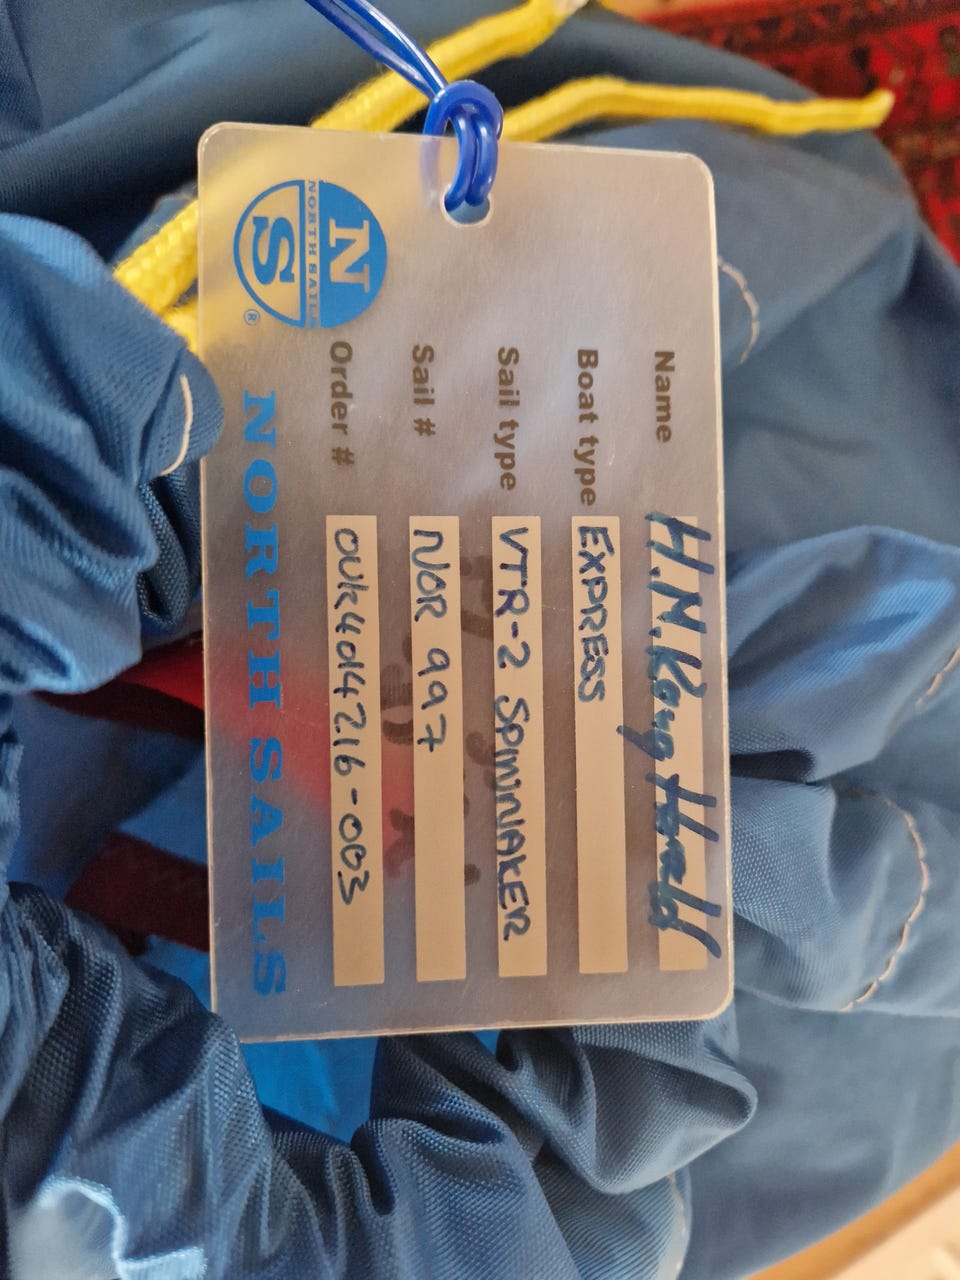 Name H.N.Kong Harald
Boat type EXPRESS
Sail type VTR-2 SPINNAKER
Sail # NOR 997
Order # OUK4014216-003
N
NORTH SAILS
S ®
NORTH SAILS